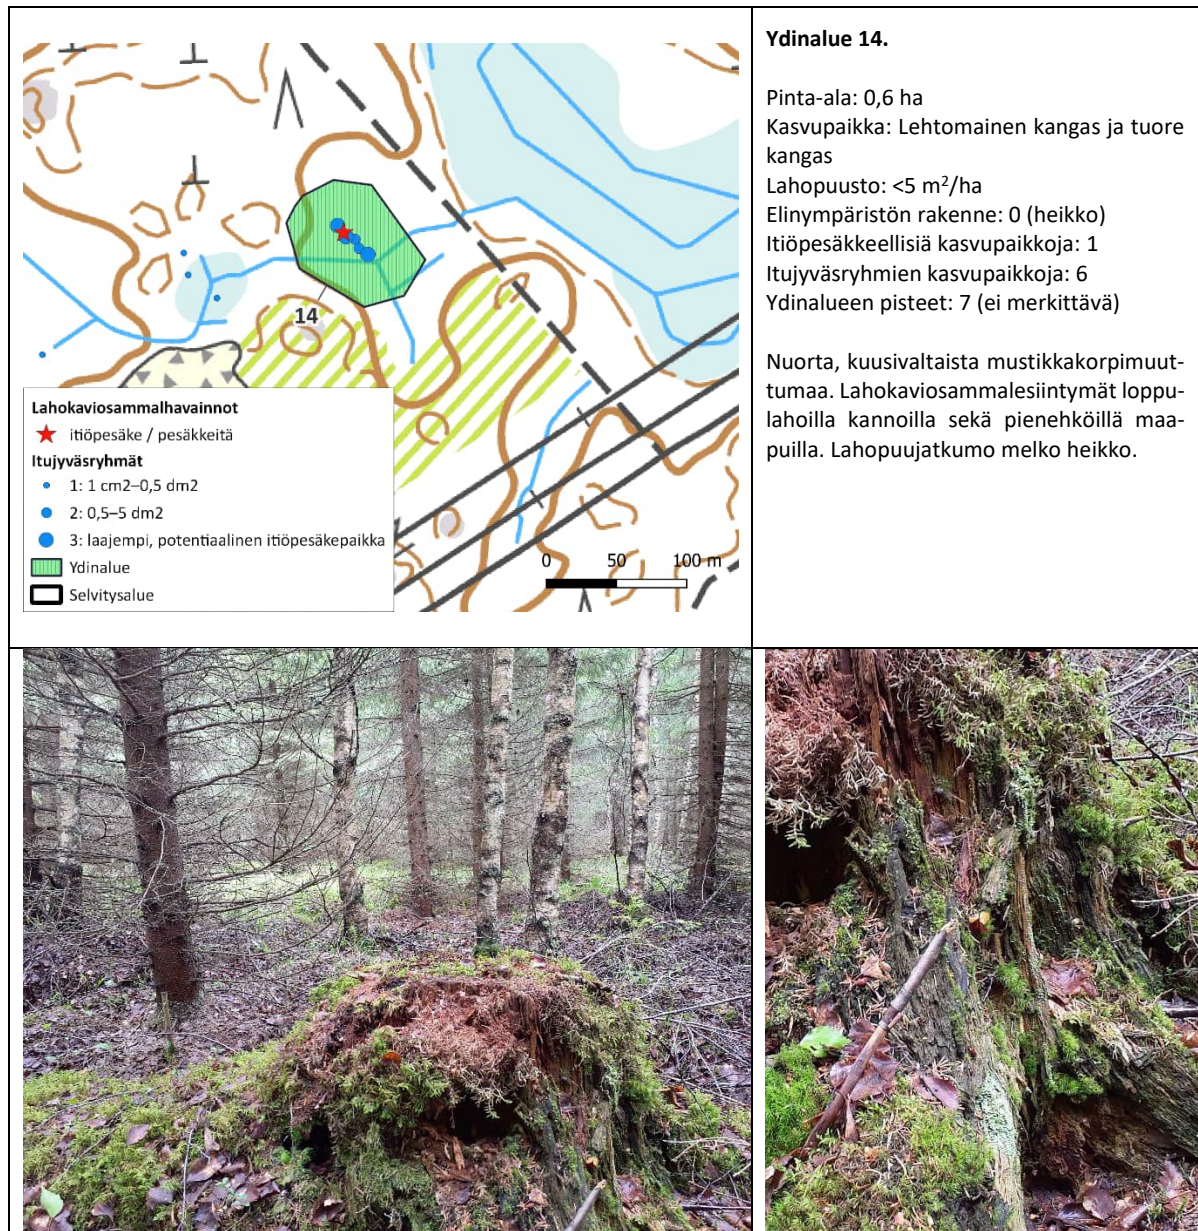 14
Lahokaviosammalhavainnot
itiöpesäke / pesäkkeitä
Itujyväsryhmät
1: 1 cm2–0,5 dm2
2: 0,5–5 dm2
3: laajempi, potentiaalinen itiöpesäkepaikka
Ydinalue
Selvitysalue
0 50 100 m
Ydinalue 14.
Pinta-ala: 0,6 ha
Kasvupaikka: Lehtomainen kangas ja tuore
kangas
Lahopuusto: <5 m²/ha
Elinympäristön rakenne: 0 (heikko)
Itiöpesäkkeellisiä kasvupaikkoja: 1
Itujyväsryhmien kasvupaikkoja: 6
Ydinalueen pisteet: 7 (ei merkittävä)
Nuorta, kuusivaltaista mustikkakorpimuut-
tumaa. Lahokaviosammalesiintymät loppu-
lahoilla kannoilla sekä pienehköillä maa-
puilla. Lahopuujatkumo melko heikko.